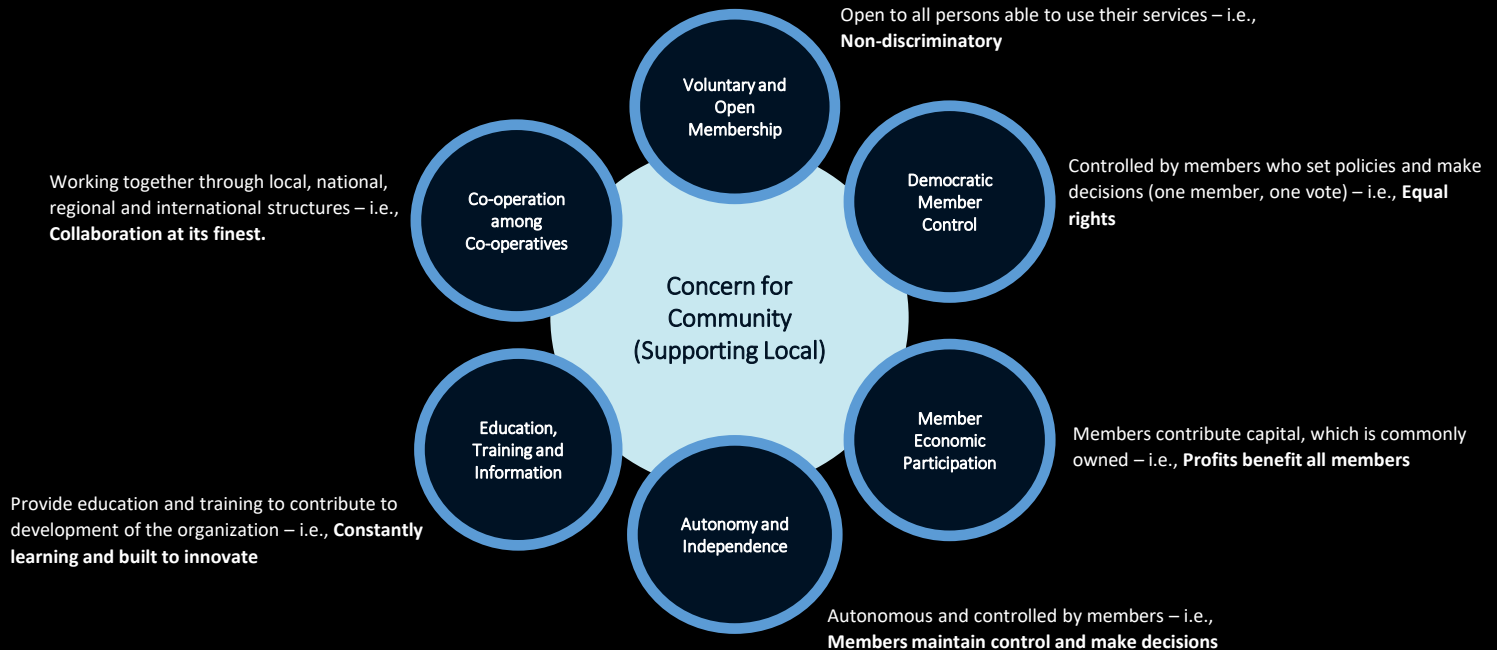 Open to all persons able to use their services – i.e.,
Non-discriminatory
Voluntary and
Open
Membership
Controlled by members who set policies and make
decisions (one member, one vote) – i.e., Equal
rights
Democratic
Member
Control
Members contribute capital, which is commonly
owned – i.e., Profits benefit all members
Member
Economic
Participation
Autonomous and controlled by members – i.e.,
Members maintain control and make decisions
Autonomy and
Independence
Provide education and training to contribute to
development of the organization – i.e., Constantly
learning and built to innovate
Education,
Training and
Information
Working together through local, national,
regional and international structures – i.e.,
Collaboration at its finest.
Co-operation
among
Co-operatives
Concern for
Community
(Supporting Local)